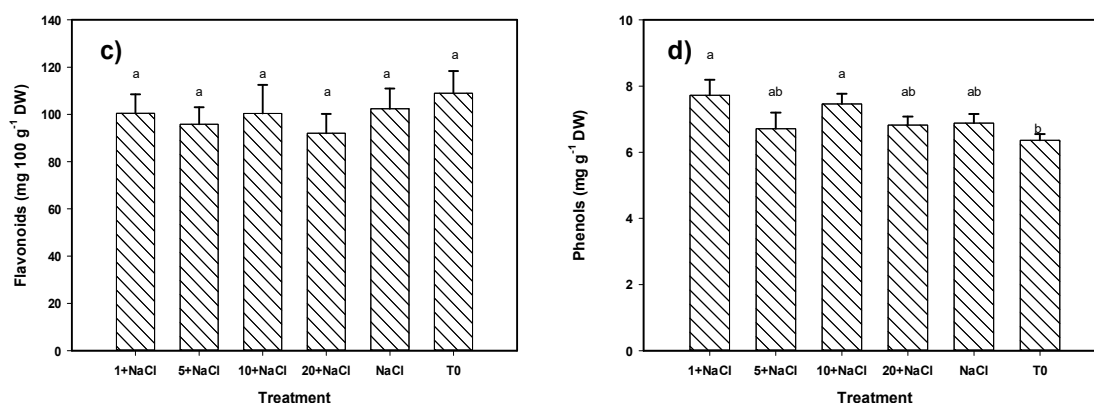 c)
Flavonoids (mg 100 g⁻¹ DW)
140
120
100
80
60
40
20
0
a
a
a
a
a
a
1+NaCl 5+NaCl 10+NaCl 20+NaCl NaCl T0
Treatment
d)
Phenols (mg g⁻¹ DW)
10
8
6
4
2
0
a
ab
a
ab
ab
b
1+NaCl 5+NaCl 10+NaCl 20+NaCl NaCl T0
Treatment